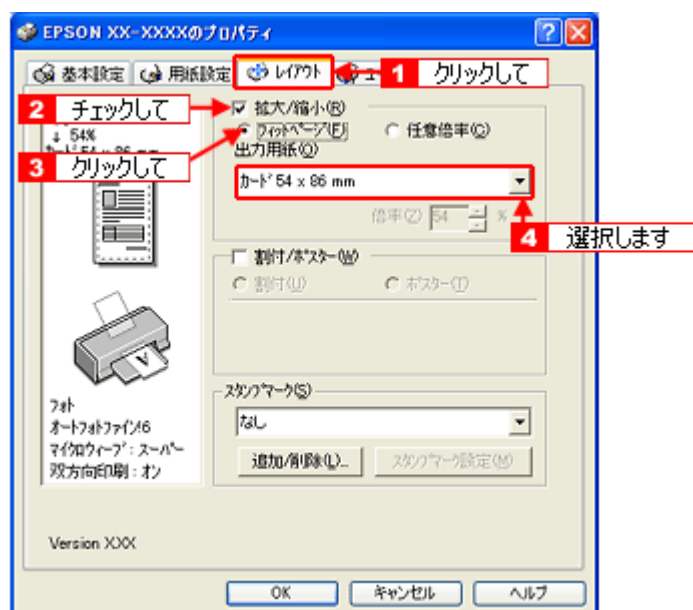 EPSON XX-XXXXのプロパティ
基本設定 用紙設定 レイアウト
1 クリックして
2 チェックして
拡大/縮小(R)
↓ 54%
フィットページ(F) 任意倍率(C)
3 クリックして
出力用紙(O)
カード 54 x 86 mm
倍率(Z) 54 %
4 選択します
割付/ポスター(W)
割付(U) ポスター(T)
スタンプマーク(S)
なし
追加/削除(L)... スタンプマーク設定(M)
フォト
オートフォトファイン!6
マイクロウィーブ:スーパー
双方向印刷:オン
Version XXX
OK キャンセル ヘルプ